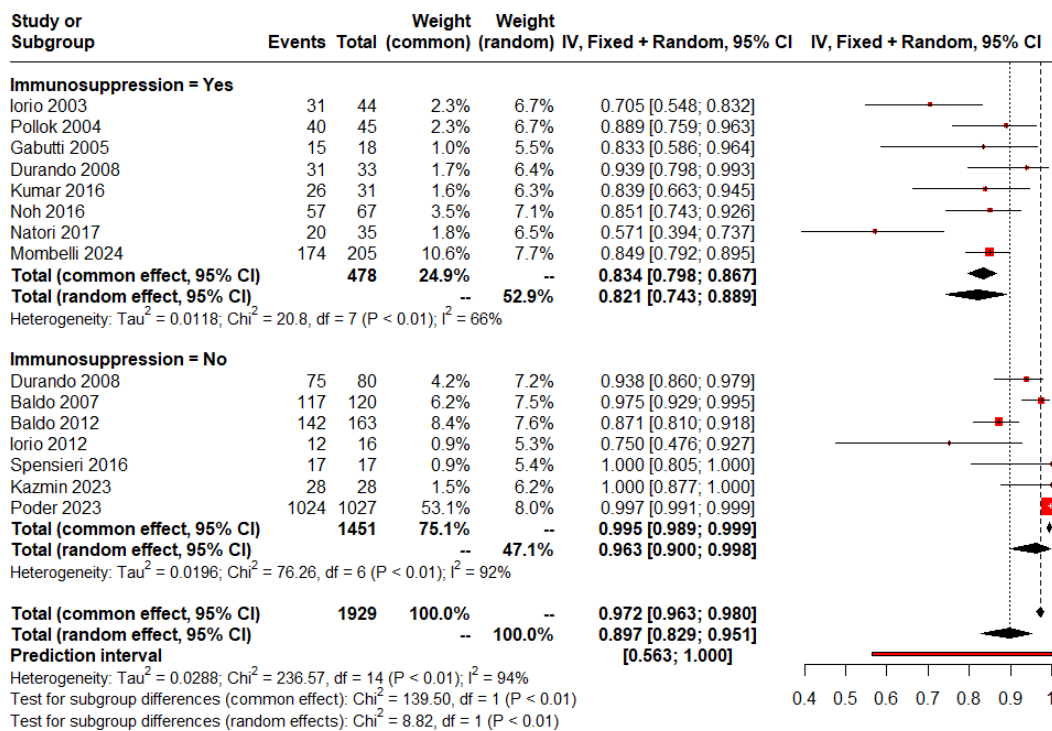 Study or Weight Weight
Subgroup Events Total (common) (random) IV, Fixed + Random, 95% CI IV, Fixed + Random, 95% CI
Immunosuppression = Yes
Iorio 2003 31 44 2.3% 6.7% 0.705 [0.548; 0.832]
Pollok 2004 40 45 2.3% 6.7% 0.889 [0.759; 0.963]
Gabutti 2005 15 18 1.0% 5.5% 0.833 [0.586; 0.964]
Durando 2008 31 33 1.7% 6.4% 0.939 [0.798; 0.993]
Kumar 2016 26 31 1.6% 6.3% 0.839 [0.663; 0.945]
Noh 2016 57 67 3.5% 7.1% 0.851 [0.743; 0.926]
Natori 2017 20 35 1.8% 6.5% 0.571 [0.394; 0.737]
Mombelli 2024 174 205 10.6% 7.7% 0.849 [0.792; 0.895]
Total (common effect, 95% CI) 478 24.9% -- 0.834 [0.798; 0.867]
Total (random effect, 95% CI) -- 52.9% 0.821 [0.743; 0.889]
Heterogeneity: Tau² = 0.0118; Chi² = 20.8, df = 7 (P < 0.01); I² = 66%
Immunosuppression = No
Durando 2008 75 80 4.2% 7.2% 0.938 [0.860; 0.979]
Baldo 2007 117 120 6.2% 7.5% 0.975 [0.929; 0.995]
Baldo 2012 142 163 8.4% 7.6% 0.871 [0.810; 0.918]
Iorio 2012 12 16 0.9% 5.3% 0.750 [0.476; 0.927]
Spensieri 2016 17 17 0.9% 5.4% 1.000 [0.805; 1.000]
Kazmin 2023 28 28 1.5% 6.2% 1.000 [0.877; 1.000]
Poder 2023 1024 1027 53.1% 8.0% 0.997 [0.991; 0.999]
Total (common effect, 95% CI) 1451 75.1% -- 0.995 [0.989; 0.999]
Total (random effect, 95% CI) -- 47.1% 0.963 [0.900; 0.998]
Heterogeneity: Tau² = 0.0196; Chi² = 76.26, df = 6 (P < 0.01); I² = 92%
Total (common effect, 95% CI) 1929 100.0% -- 0.972 [0.963; 0.980]
Total (random effect, 95% CI) -- 100.0% 0.897 [0.829; 0.951]
Prediction interval [0.563; 1.000]
Heterogeneity: Tau² = 0.0288; Chi² = 236.57, df = 14 (P < 0.01); I² = 94%
Test for subgroup differences (common effect): Chi² = 139.50, df = 1 (P < 0.01)
Test for subgroup differences (random effects): Chi² = 8.82, df = 1 (P < 0.01)
0.4 0.5 0.6 0.7 0.8 0.9 1